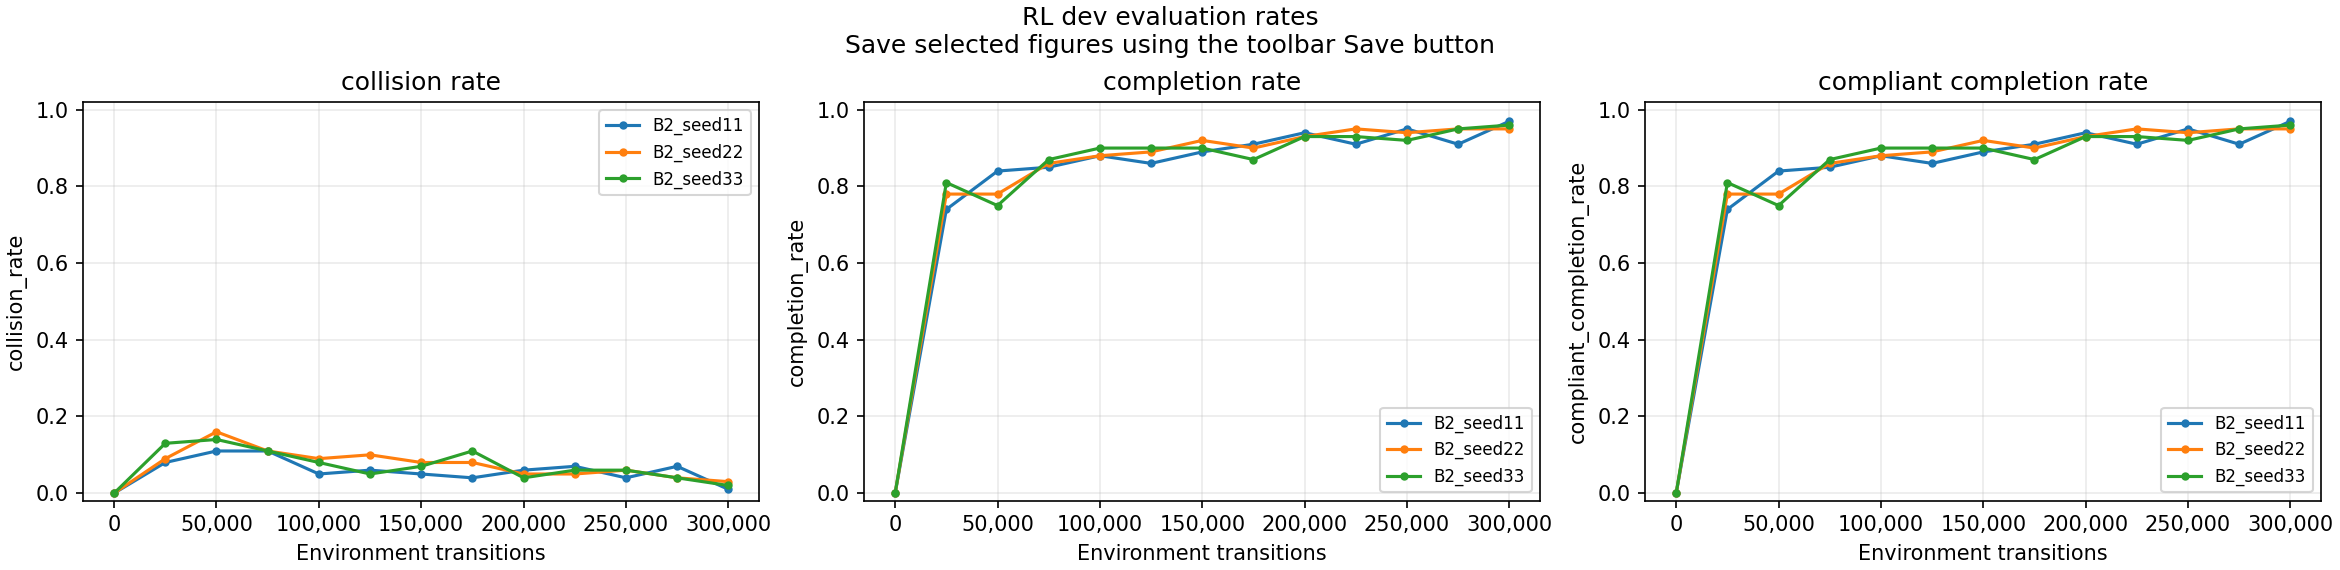 RL dev evaluation rates
Save selected figures using the toolbar Save button
collision rate
collision_rate
1.0
0.8
0.6
0.4
0.2
0.0
B2_seed11
B2_seed22
B2_seed33
0
50,000
100,000
150,000
200,000
250,000
300,000
Environment transitions
completion rate
completion_rate
1.0
0.8
0.6
0.4
0.2
0.0
B2_seed11
B2_seed22
B2_seed33
0
50,000
100,000
150,000
200,000
250,000
300,000
Environment transitions
compliant completion rate
compliant_completion_rate
1.0
0.8
0.6
0.4
0.2
0.0
B2_seed11
B2_seed22
B2_seed33
0
50,000
100,000
150,000
200,000
250,000
300,000
Environment transitions